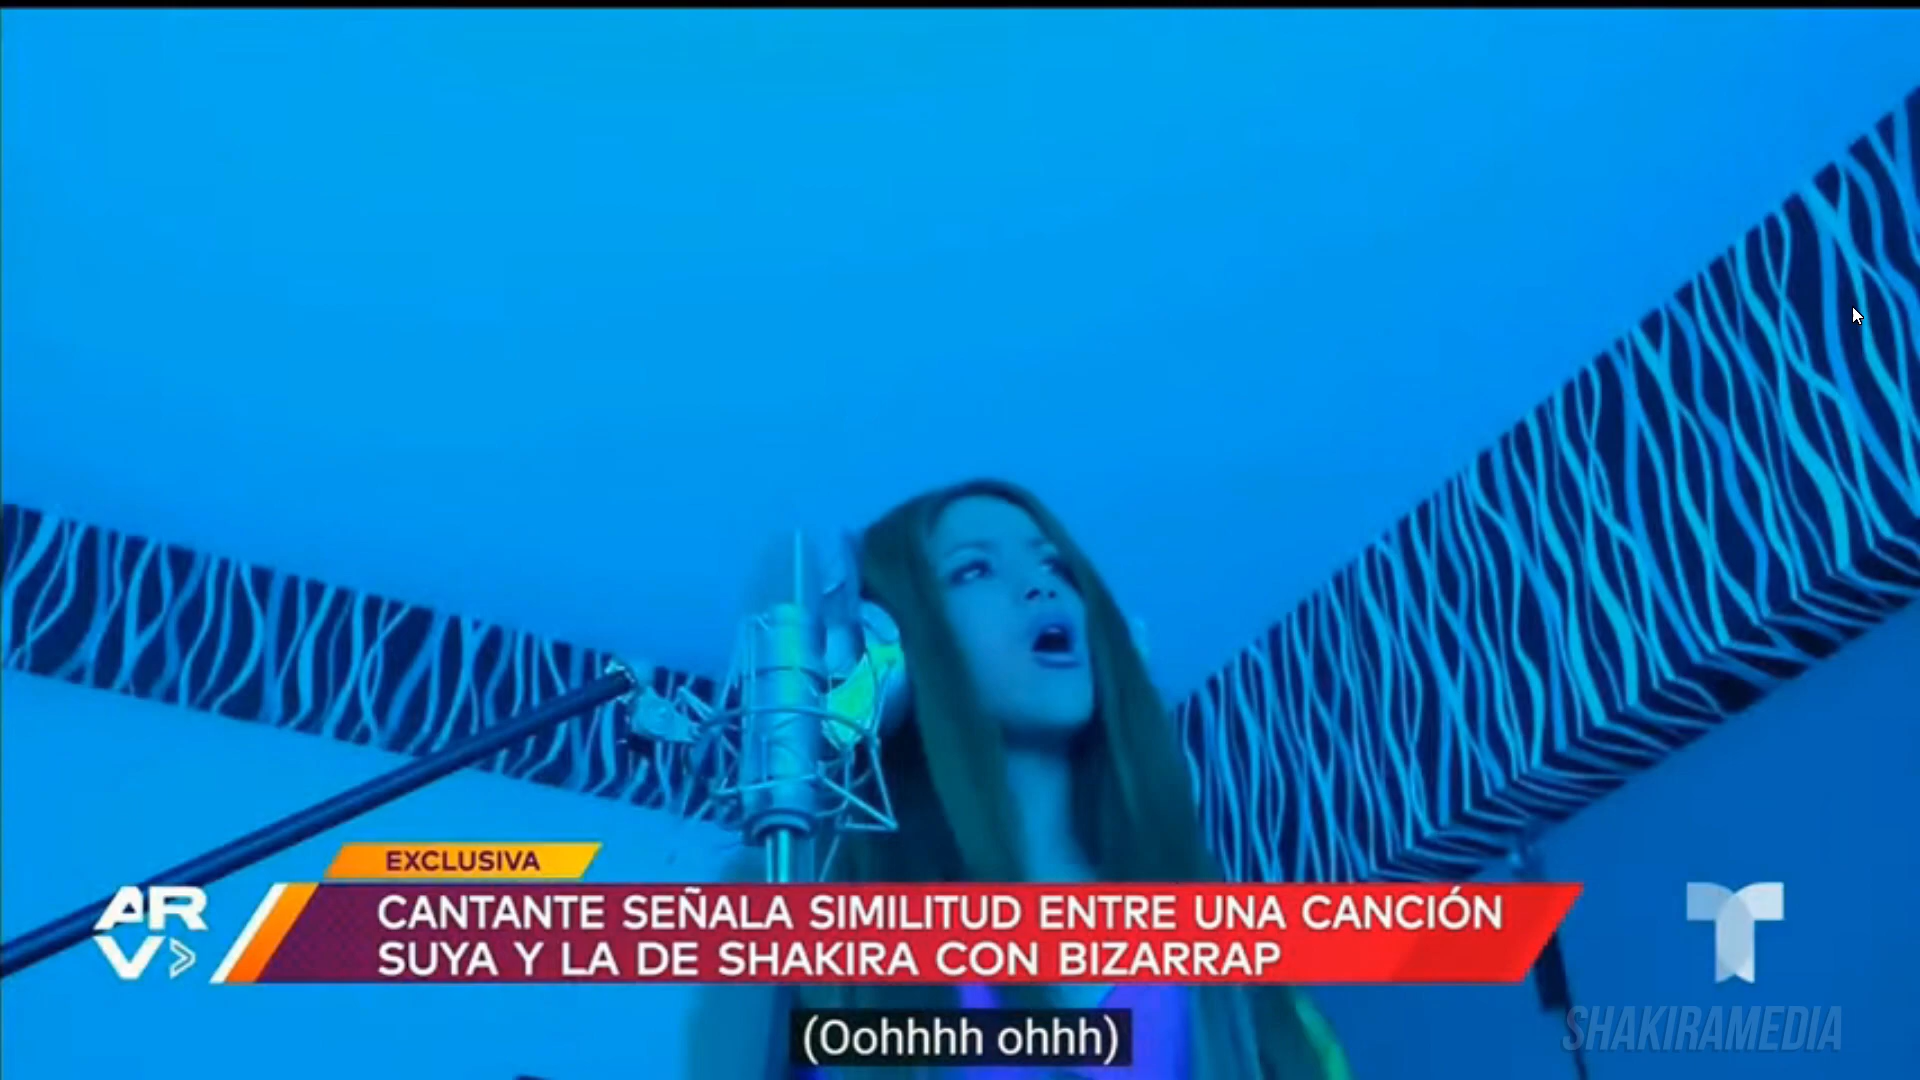 EXCLUSIVA
ARV
CANTANTE SEÑALA SIMILITUD ENTRE UNA CANCIÓN
SUYA Y LA DE SHAKIRA CON BIZARRAP
(Oohhhh ohhh)
SHAKIRAMEDIA